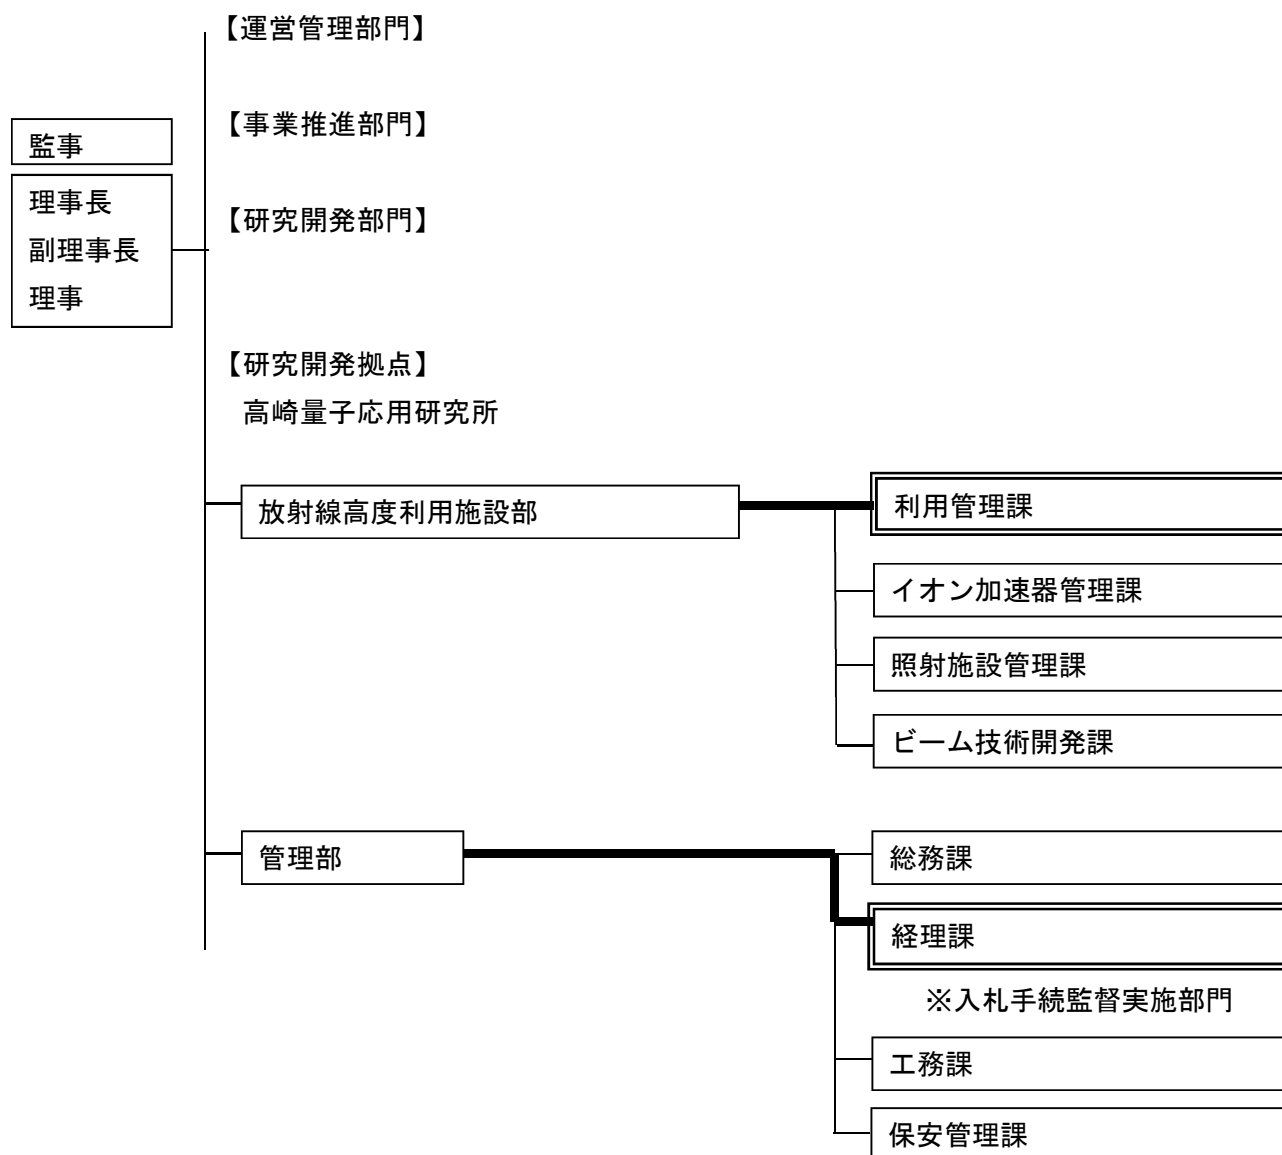 【運営管理部門】
【事業推進部門】
監事
理事長
副理事長
理事
【研究開発部門】
【研究開発拠点】
高崎量子応用研究所
放射線高度利用施設部
利用管理課
イオン加速器管理課
照射施設管理課
ビーム技術開発課
管理部
総務課
経理課
※入札手続監督実施部門
工務課
保安管理課